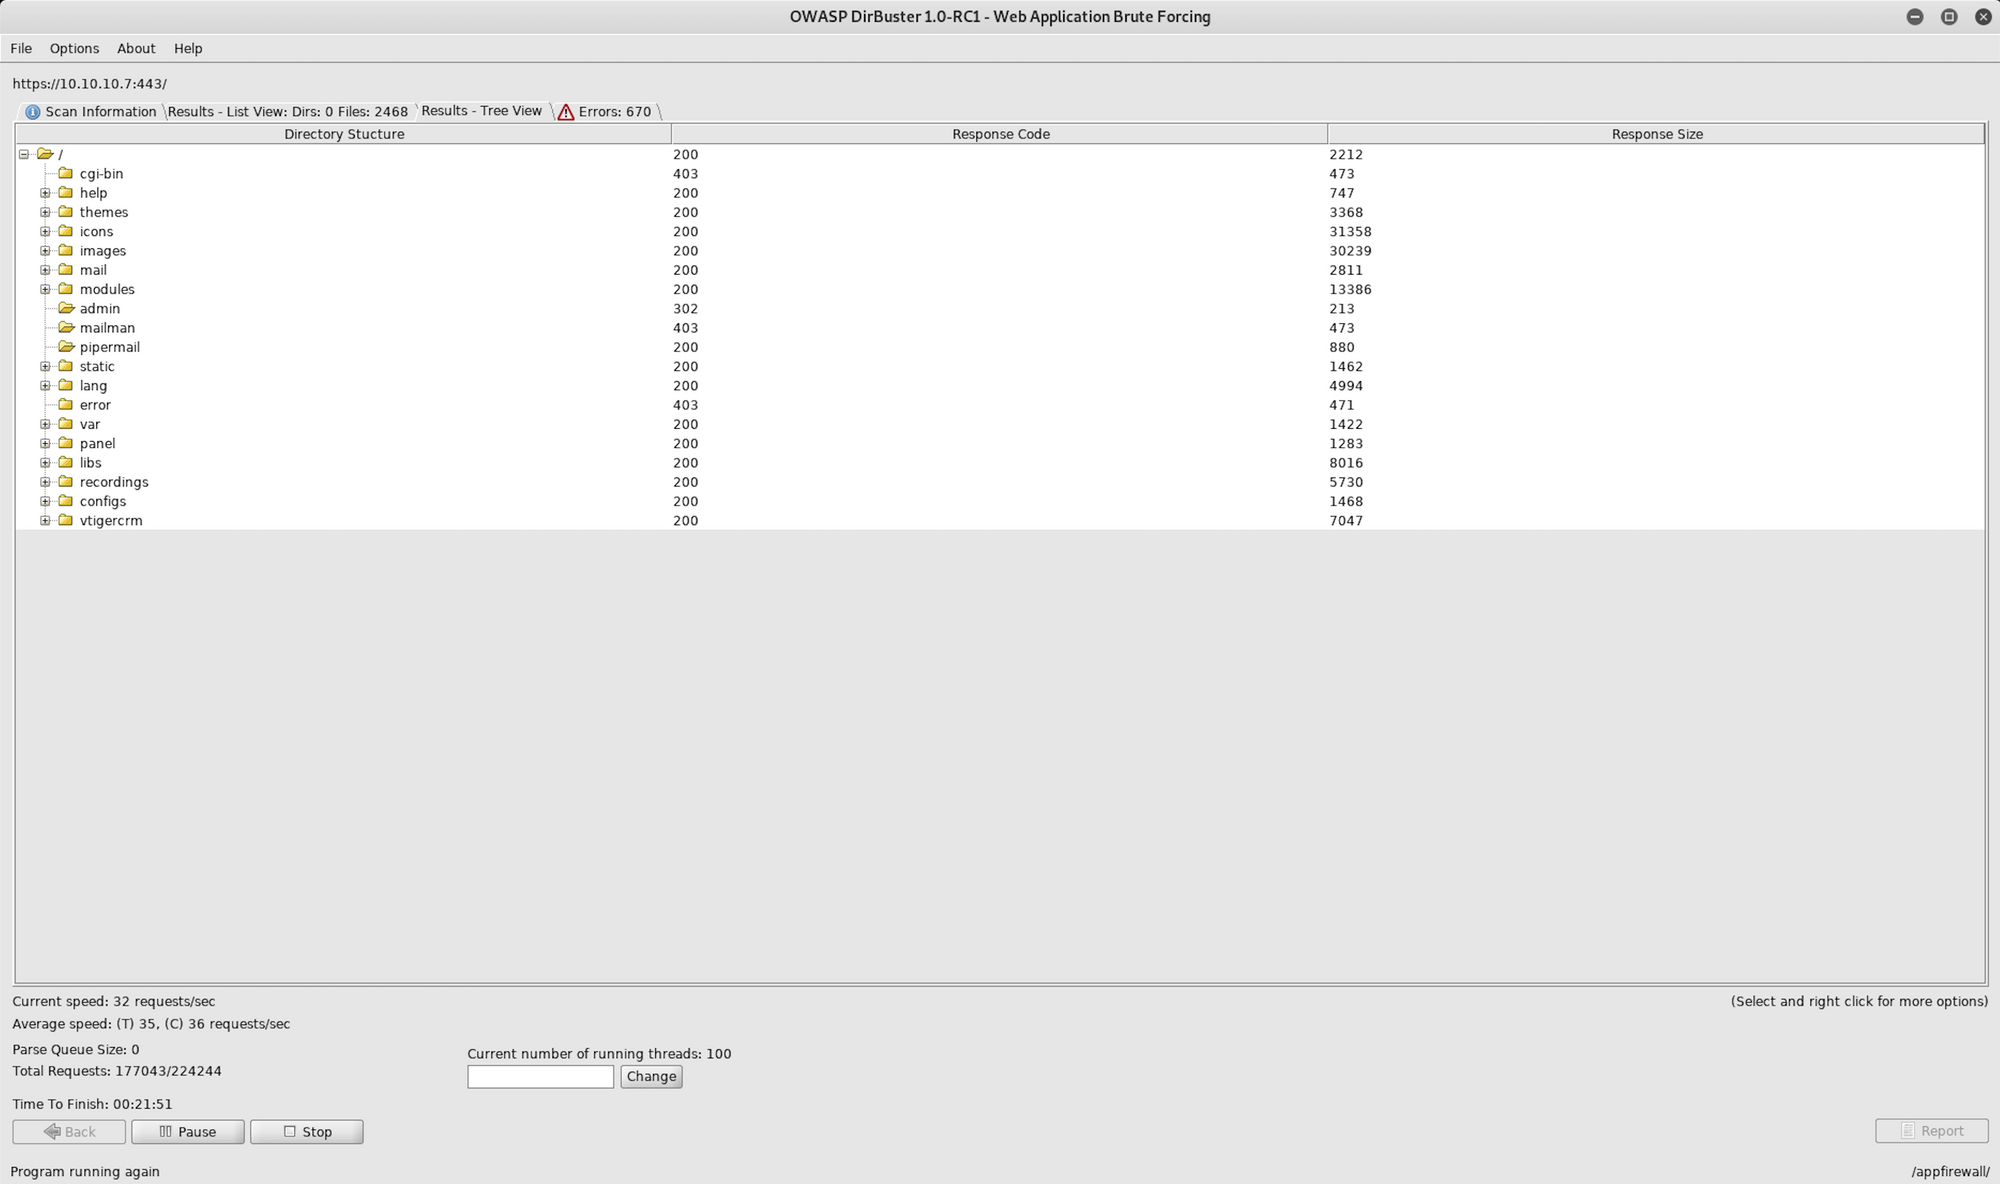 OWASP DirBuster 1.0-RC1 - Web Application Brute Forcing
File Options About Help
https://10.10.10.7:443/
Scan Information Results - List View: Dirs: 0 Files: 2468 Results - Tree View Errors: 670
Directory Stucture Response Code Response Size
/ 200 2212
cgi-bin 403 473
help 200 747
themes 200 3368
icons 200 31358
images 200 30239
mail 200 2811
modules 200 13386
admin 302 213
mailman 403 473
pipermail 200 880
static 200 1462
lang 200 4994
error 403 471
var 200 1422
panel 200 1283
libs 200 8016
recordings 200 5730
configs 200 1468
vtigercrm 200 7047
Current speed: 32 requests/sec (Select and right click for more options)
Average speed: (T) 35, (C) 36 requests/sec
Parse Queue Size: 0 Current number of running threads: 100
Total Requests: 177043/224244 Change
Time To Finish: 00:21:51
Back Pause Stop Report
Program running again /appfirewall/